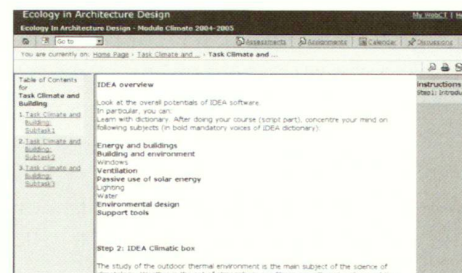 Ecology in Architecture Design
My WebCT | He
Ecology in Architecture Design - Module Climate 2004-2005
Go to
Assessments
Assignments
Calendar
Discussions
You are currently on: Home Page › Task Climate and ... › Task Climate and ...
Table of Contents
for
Task Climate and
Building
1. Task Climate and
Building:
Subtask1
2. Task Climate and
Building:
Subtask2
3. Task Climate and
Building:
Subtask3
IDEA overview
Look at the overall potentials of IDEA software.
In particular, you can:
Learn with dictionary. After doing your course (script part), concentrate your mind on
following subjects (in bold mandatory voices of IDEA dictionary):
Energy and buildings
Building and environment
Windows
Ventilation
Passive use of solar energy
Lighting
Water
Environmental design
Support tools
Step 2: IDEA Climatic box
The study of the outdoor thermal environment is the main subject of the science of
Instructions
Step1: Introdu